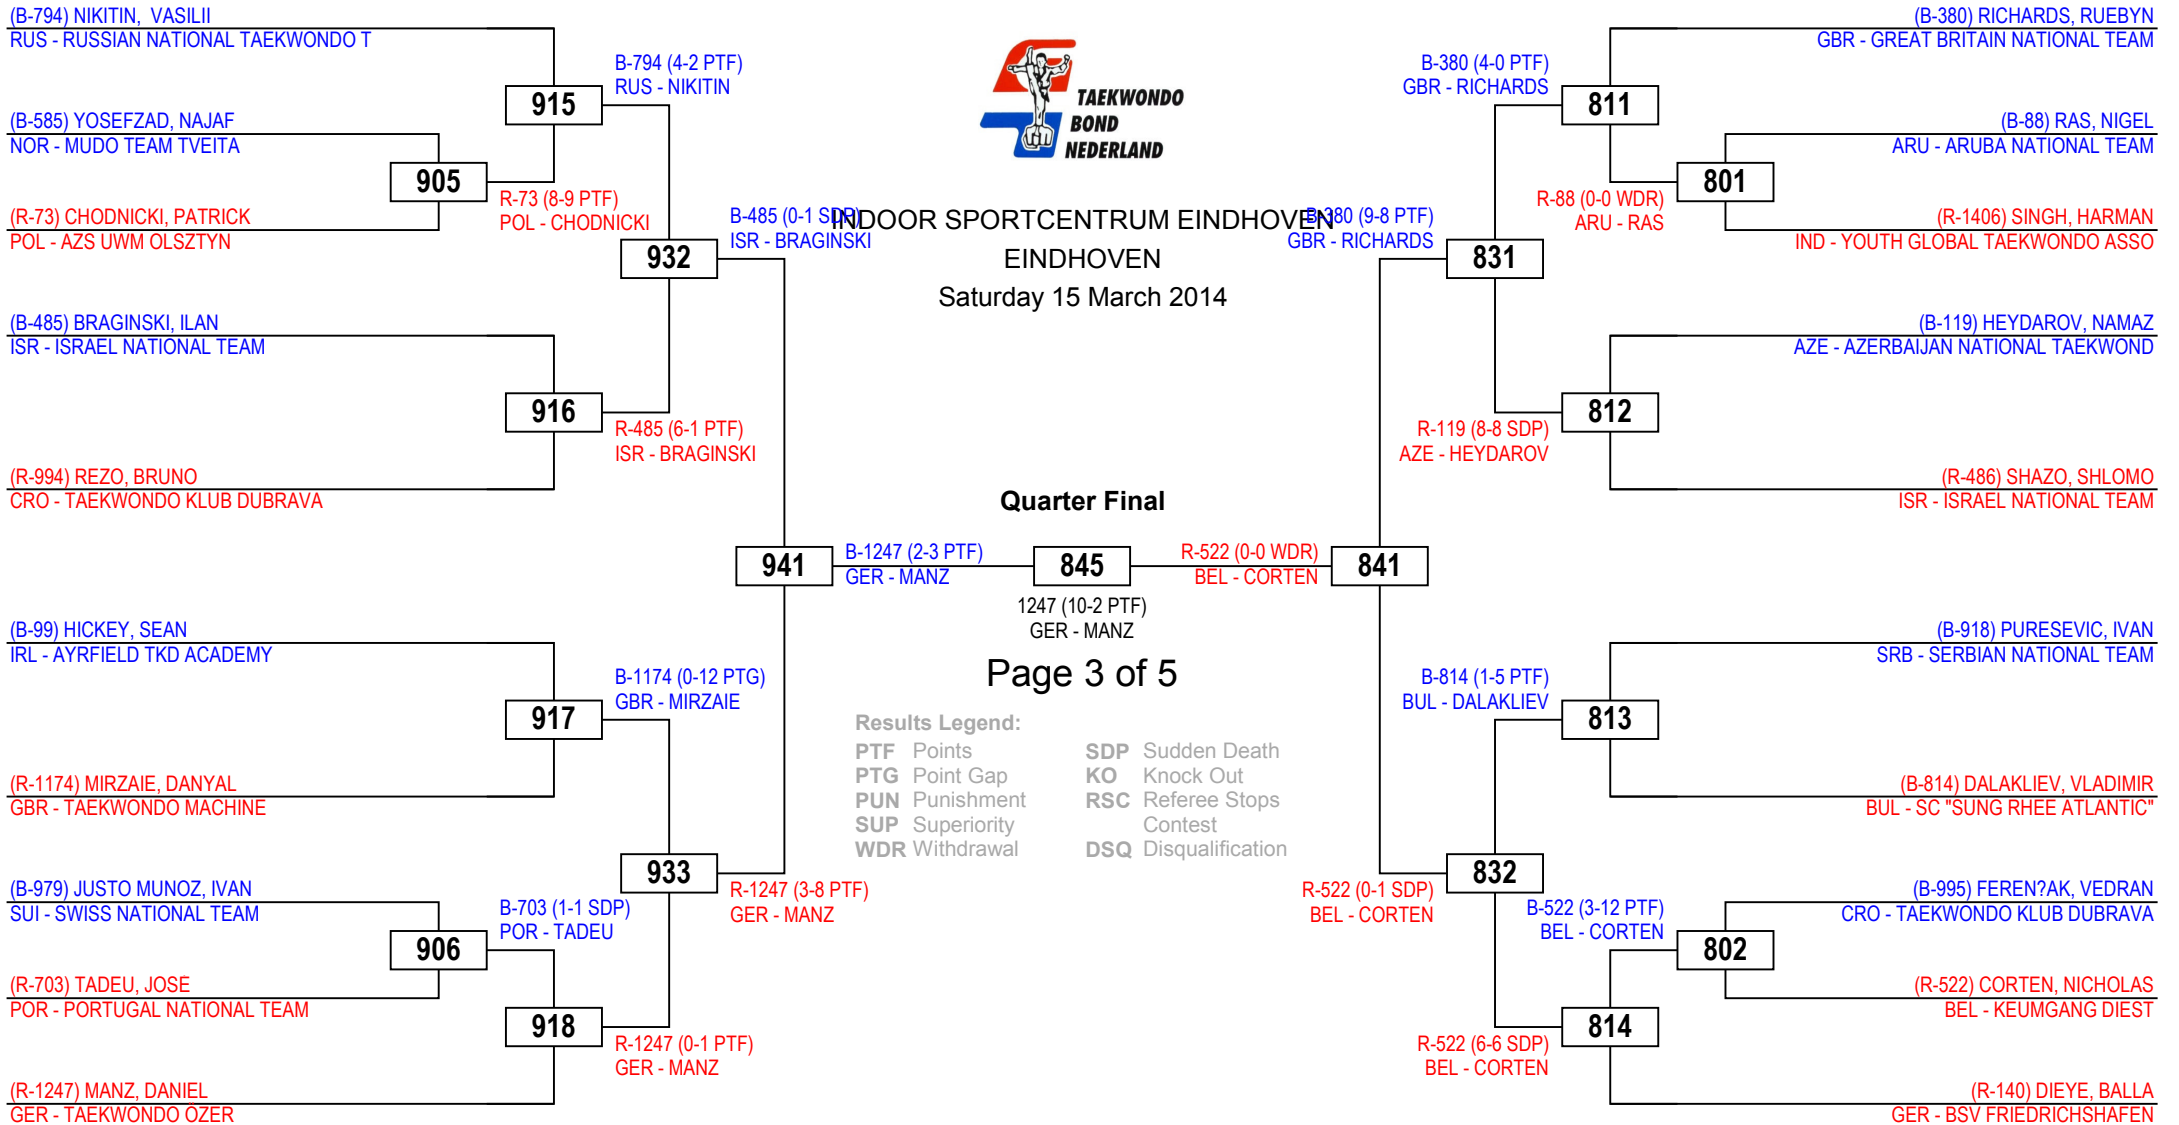 (B-794) NIKITIN, VASILII
RUS - RUSSIAN NATIONAL TAEKWONDO T
(B-585) YOSEFZAD, NAJAF
NOR - MUDO TEAM TVEITA
(R-73) CHODNICKI, PATRICK
POL - AZS UWM OLSZTYN
(B-485) BRAGINSKI, ILAN
ISR - ISRAEL NATIONAL TEAM
(R-994) REZO, BRUNO
CRO - TAEKWONDO KLUB DUBRAVA
(B-99) HICKEY, SEAN
IRL - AYRFIELD TKD ACADEMY
(R-1174) MIRZAIE, DANYAL
GBR - TAEKWONDO MACHINE
(B-979) JUSTO MUNOZ, IVAN
SUI - SWISS NATIONAL TEAM
(R-703) TADEU, JOSE
POR - PORTUGAL NATIONAL TEAM
(R-1247) MANZ, DANIEL
GER - TAEKWONDO ÖZER
905
906
R-73 (8-9 PTF)
POL - CHODNICKI
B-703 (1-1 SDP)
POR - TADEU
915
916
917
918
B-794 (4-2 PTF)
RUS - NIKITIN
R-485 (6-1 PTF)
ISR - BRAGINSKI
B-1174 (0-12 PTG)
GBR - MIRZAIE
R-1247 (0-1 PTF)
GER - MANZ
932
933
B-485 (0-1 SDP)
ISR - BRAGINSKI
R-1247 (3-8 PTF)
GER - MANZ
941
B-1247 (2-3 PTF)
GER - MANZ
TAEKWONDO
BOND
NEDERLAND
INDOOR SPORTCENTRUM EINDHOVEN
EINDHOVEN
Saturday 15 March 2014
Quarter Final
845
1247 (10-2 PTF)
GER - MANZ
Page 3 of 5
Results Legend:
PTF Points
PTG Point Gap
PUN Punishment
SUP Superiority
WDR Withdrawal
SDP Sudden Death
KO Knock Out
RSC Referee Stops
Contest
DSQ Disqualification
R-522 (0-0 WDR)
BEL - CORTEN
841
B-380 (9-8 PTF)
GBR - RICHARDS
R-522 (0-1 SDP)
BEL - CORTEN
831
832
B-380 (4-0 PTF)
GBR - RICHARDS
R-119 (8-8 SDP)
AZE - HEYDAROV
B-814 (1-5 PTF)
BUL - DALAKLIEV
R-522 (6-6 SDP)
BEL - CORTEN
811
812
813
814
R-88 (0-0 WDR)
ARU - RAS
B-522 (3-12 PTF)
BEL - CORTEN
801
802
(B-380) RICHARDS, RUEBYN
GBR - GREAT BRITAIN NATIONAL TEAM
(B-88) RAS, NIGEL
ARU - ARUBA NATIONAL TEAM
(R-1406) SINGH, HARMAN
IND - YOUTH GLOBAL TAEKWONDO ASSO
(B-119) HEYDAROV, NAMAZ
AZE - AZERBAIJAN NATIONAL TAEKWOND
(R-486) SHAZO, SHLOMO
ISR - ISRAEL NATIONAL TEAM
(B-918) PURESEVIC, IVAN
SRB - SERBIAN NATIONAL TEAM
(B-814) DALAKLIEV, VLADIMIR
BUL - SC "SUNG RHEE ATLANTIC"
(B-995) FEREN?AK, VEDRAN
CRO - TAEKWONDO KLUB DUBRAVA
(R-522) CORTEN, NICHOLAS
BEL - KEUMGANG DIEST
(R-140) DIEYE, BALLA
GER - BSV FRIEDRICHSHAFEN